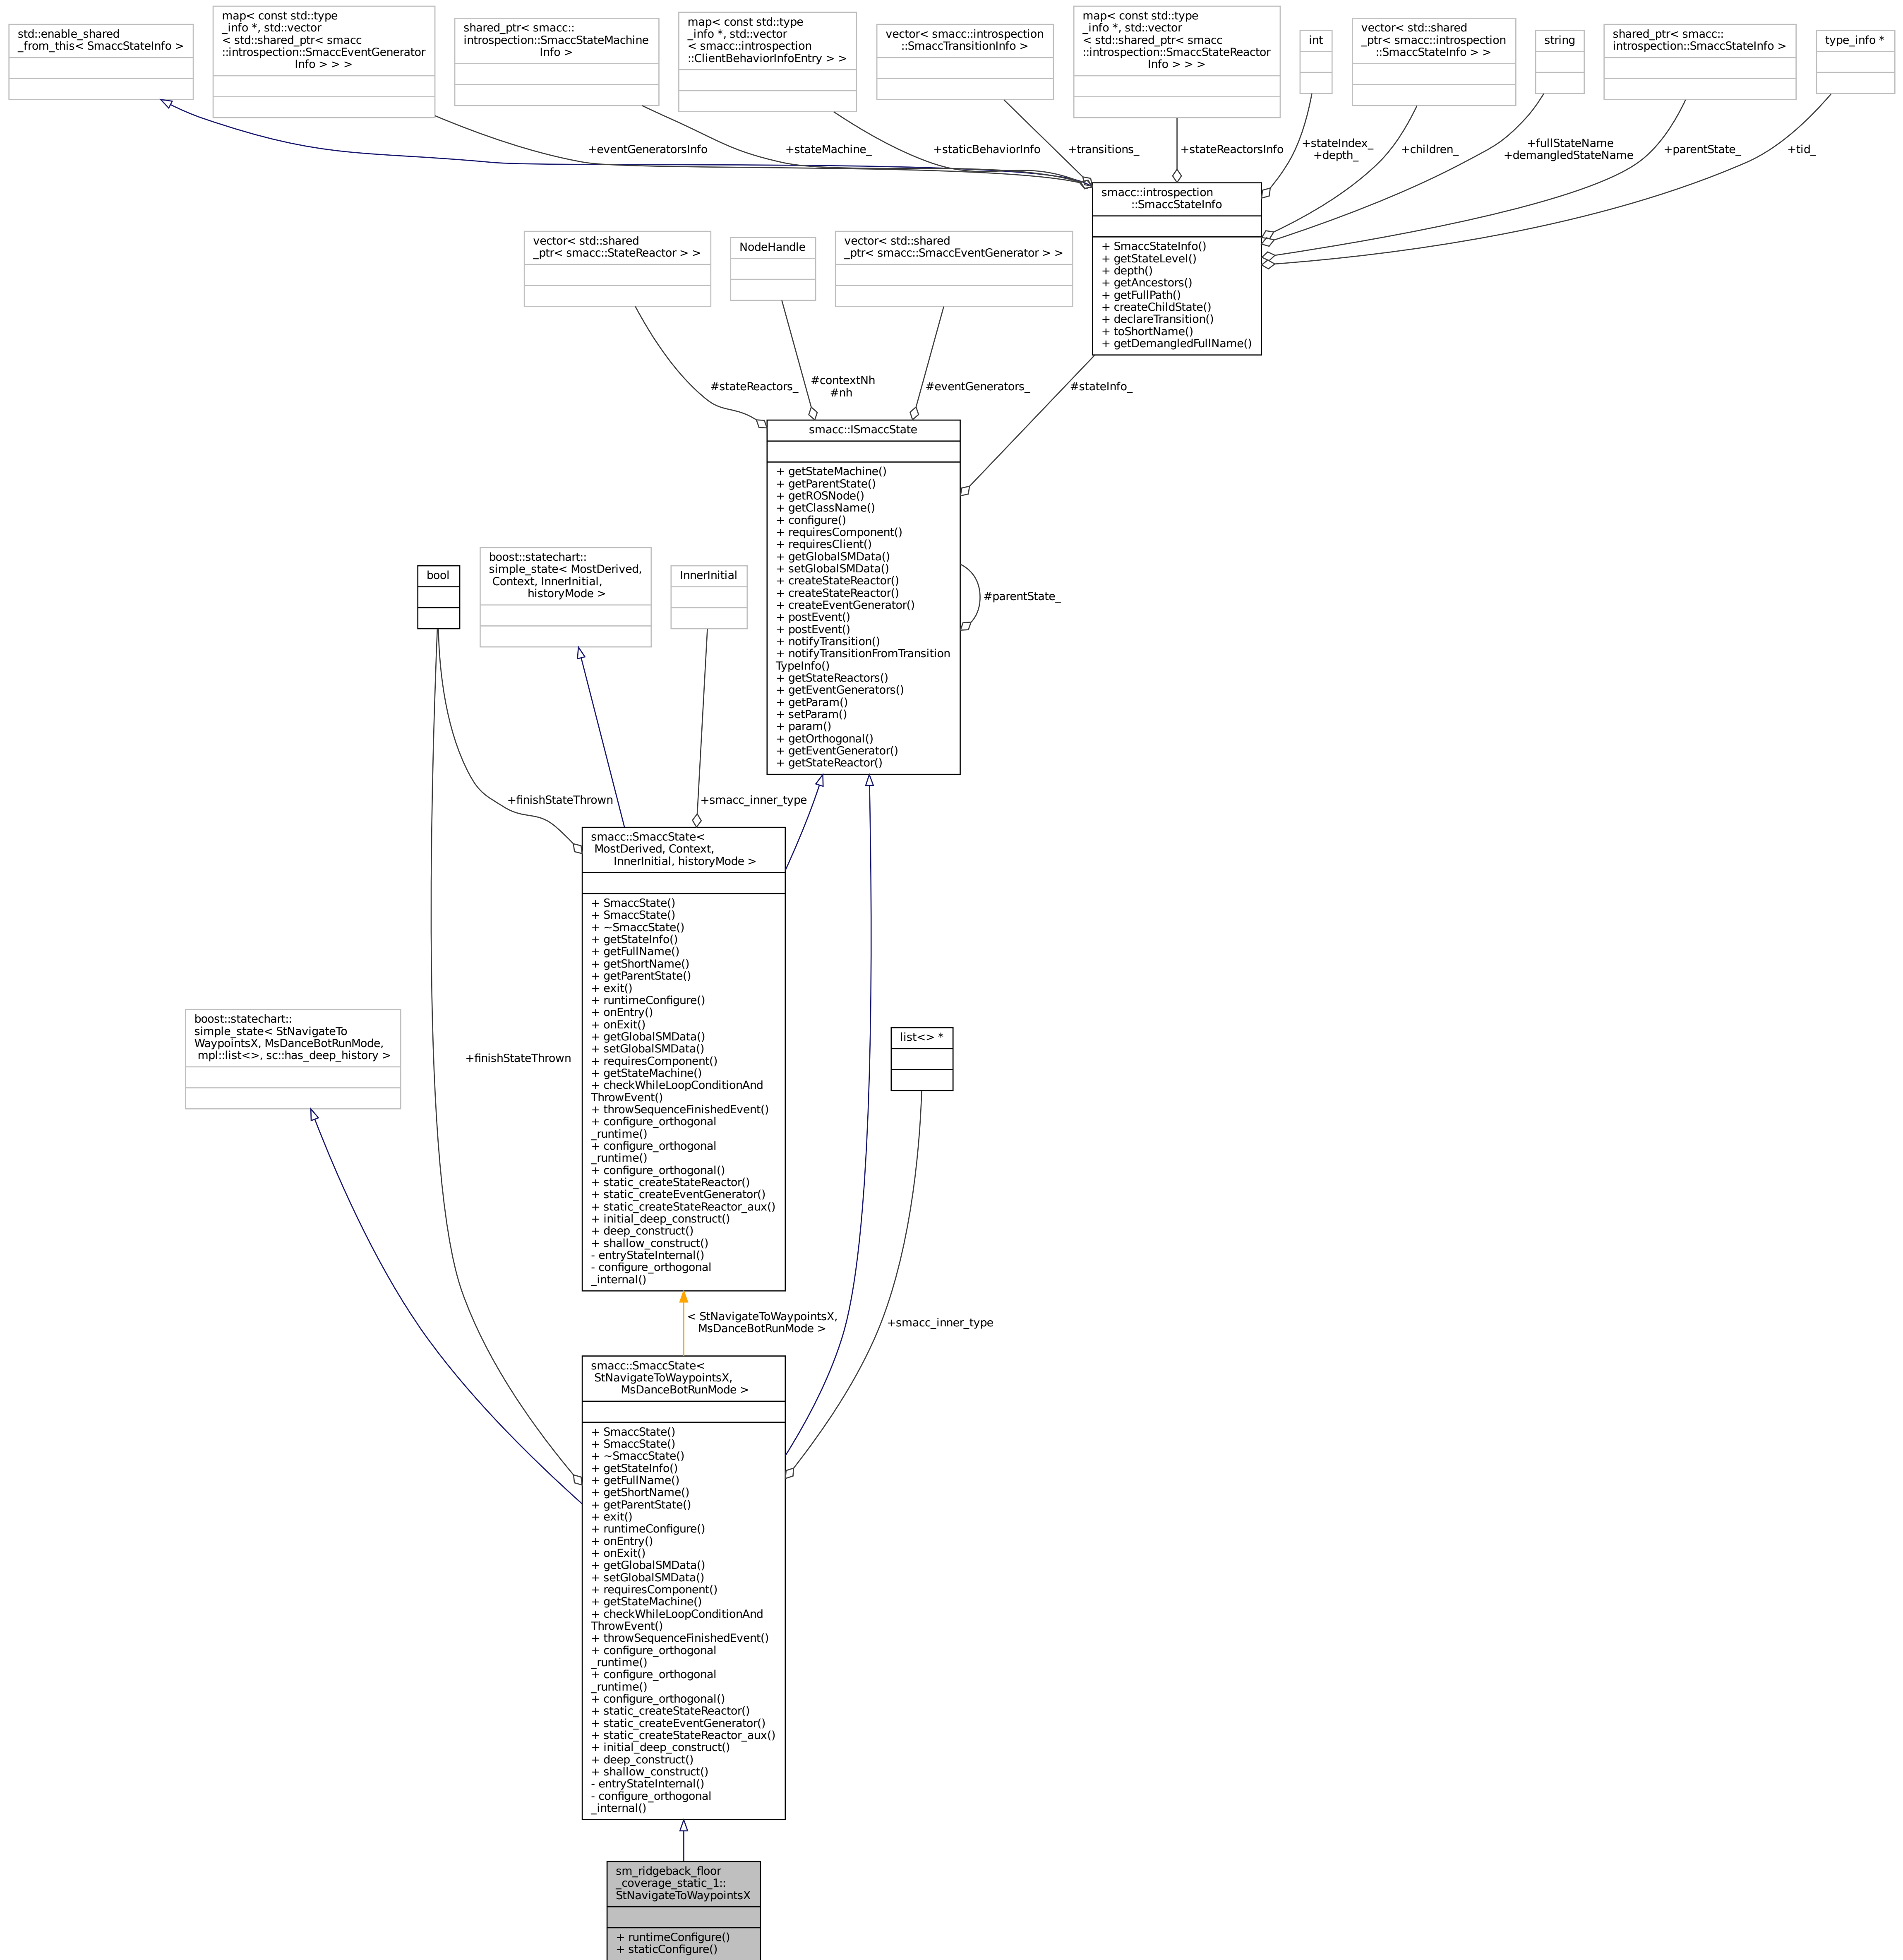 std::enable_shared
_from_this< SmaccStateInfo >
map< const std::type
_info *, std::vector
< std::shared_ptr< smacc
::introspection::SmaccEventGenerator
Info > > >
shared_ptr< smacc::
introspection::SmaccStateMachine
Info >
map< const std::type
_info *, std::vector
< smacc::introspection
::ClientBehaviorInfoEntry > >
vector< smacc::introspection
::SmaccTransitionInfo >
map< const std::type
_info *, std::vector
< std::shared_ptr< smacc
::introspection::SmaccStateReactor
Info > > >
int
vector< std::shared
_ptr< smacc::introspection
::SmaccStateInfo > >
string
shared_ptr< smacc::
introspection::SmaccStateInfo >
type_info *
+eventGeneratorsInfo
+stateMachine_
+staticBehaviorInfo
+transitions_
+stateReactorsInfo
+stateIndex_
+depth_
+children_
+fullStateName
+demangledStateName
+parentState_
+tid_
smacc::introspection
::SmaccStateInfo
+ SmaccStateInfo()
+ getStateLevel()
+ depth()
+ getAncestors()
+ getFullPath()
+ createChildState()
+ declareTransition()
+ toShortName()
+ getDemangledFullName()
vector< std::shared
_ptr< smacc::StateReactor > >
NodeHandle
vector< std::shared
_ptr< smacc::SmaccEventGenerator > >
#stateReactors_
#contextNh
#nh
#eventGenerators_
#stateInfo_
smacc::ISmaccState
+ getStateMachine()
+ getParentState()
+ getROSNode()
+ getClassName()
+ configure()
+ requiresComponent()
+ requiresClient()
+ getGlobalSMData()
+ setGlobalSMData()
+ createStateReactor()
+ createStateReactor()
+ createEventGenerator()
+ postEvent()
+ postEvent()
+ notifyTransition()
+ notifyTransitionFromTransition
TypeInfo()
+ getStateReactors()
+ getEventGenerators()
+ getParam()
+ setParam()
+ param()
+ getOrthogonal()
+ getEventGenerator()
+ getStateReactor()
#parentState_
bool
boost::statechart::
simple_state< MostDerived,
Context, InnerInitial,
historyMode >
InnerInitial
+finishStateThrown
+smacc_inner_type
smacc::SmaccState<
MostDerived, Context,
InnerInitial, historyMode >
+ SmaccState()
+ SmaccState()
+ ~SmaccState()
+ getStateInfo()
+ getFullName()
+ getShortName()
+ getParentState()
+ exit()
+ runtimeConfigure()
+ onEntry()
+ onExit()
+ getGlobalSMData()
+ setGlobalSMData()
+ requiresComponent()
+ getStateMachine()
+ checkWhileLoopConditionAnd
ThrowEvent()
+ throwSequenceFinishedEvent()
+ configure_orthogonal
_runtime()
+ configure_orthogonal
_runtime()
+ configure_orthogonal()
+ static_createStateReactor()
+ static_createEventGenerator()
+ static_createStateReactor_aux()
+ initial_deep_construct()
+ deep_construct()
+ shallow_construct()
- entryStateInternal()
- configure_orthogonal
_internal()
boost::statechart::
simple_state< StNavigateTo
WaypointsX, MsDanceBotRunMode,
mpl::list<>, sc::has_deep_history >
+finishStateThrown
list<> *
< StNavigateToWaypointsX,
MsDanceBotRunMode >
+smacc_inner_type
smacc::SmaccState<
StNavigateToWaypointsX,
MsDanceBotRunMode >
+ SmaccState()
+ SmaccState()
+ ~SmaccState()
+ getStateInfo()
+ getFullName()
+ getShortName()
+ getParentState()
+ exit()
+ runtimeConfigure()
+ onEntry()
+ onExit()
+ getGlobalSMData()
+ setGlobalSMData()
+ requiresComponent()
+ getStateMachine()
+ checkWhileLoopConditionAnd
ThrowEvent()
+ throwSequenceFinishedEvent()
+ configure_orthogonal
_runtime()
+ configure_orthogonal
_runtime()
+ configure_orthogonal()
+ static_createStateReactor()
+ static_createEventGenerator()
+ static_createStateReactor_aux()
+ initial_deep_construct()
+ deep_construct()
+ shallow_construct()
- entryStateInternal()
- configure_orthogonal
_internal()
sm_ridgeback_floor
_coverage_static_1::
StNavigateToWaypointsX
+ runtimeConfigure()
+ staticConfigure()